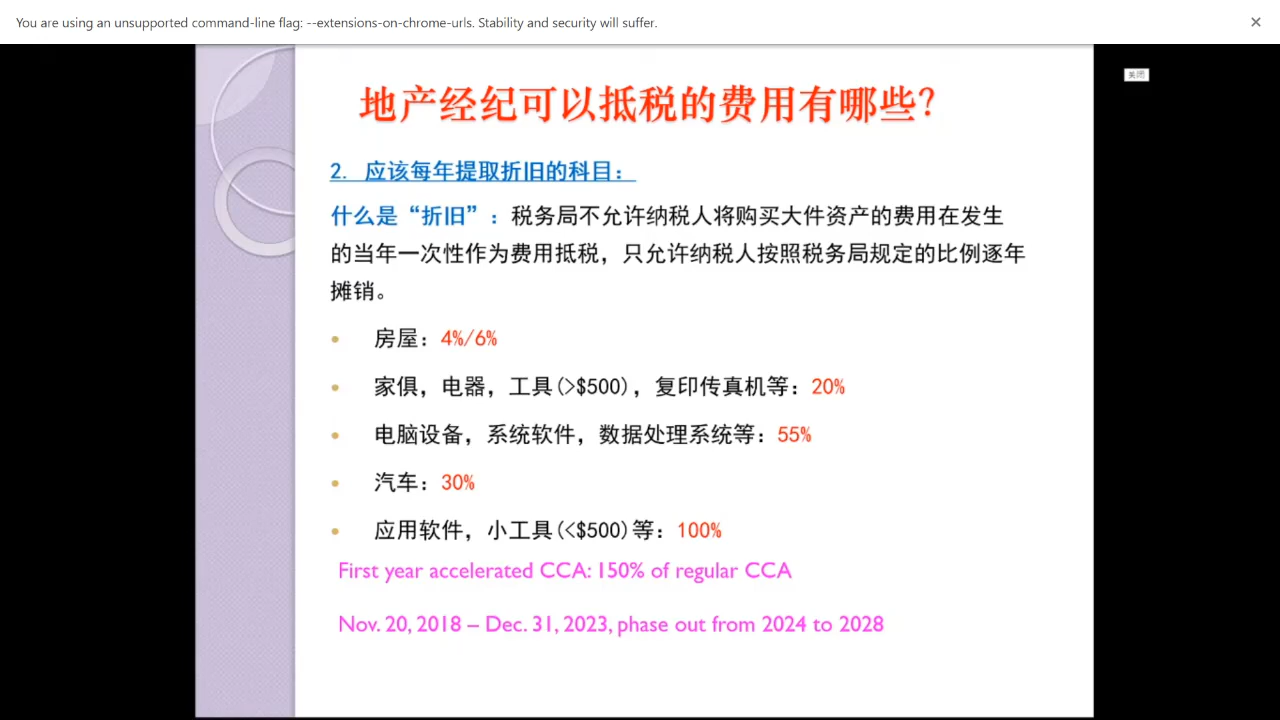 You are using an unsupported command-line flag: --extensions-on-chrome-urls. Stability and security will suffer.
关闭
地产经纪可以抵税的费用有哪些？
2. 应该每年提取折旧的科目：
什么是“折旧”：税务局不允许纳税人将购买大件资产的费用在发生
的当年一次性作为费用抵税，只允许纳税人按照税务局规定的比例逐年
摊销。
• 房屋：4%/6%
• 家俱，电器，工具(>$500)，复印传真机等：20%
• 电脑设备，系统软件，数据处理系统等：55%
• 汽车：30%
• 应用软件，小工具(<$500)等：100%
First year accelerated CCA: 150% of regular CCA
Nov. 20, 2018 – Dec. 31, 2023, phase out from 2024 to 2028